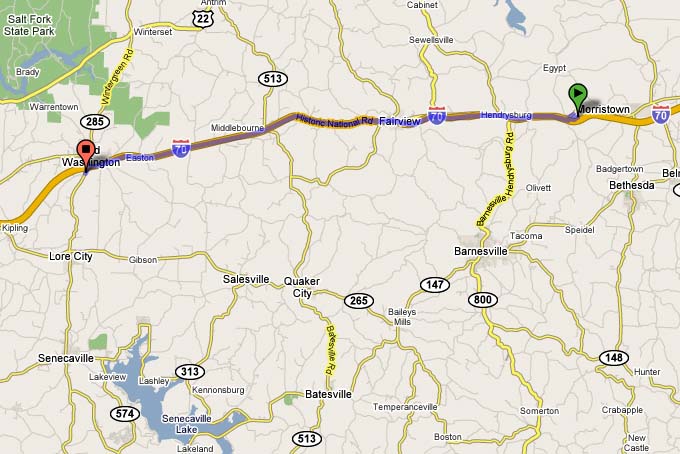 Antrim
Cabinet
22
Salt Fork
State Park
Winterset
Sewellsville
Egypt
Brady
Wintergreen Rd
513
Warrentown
285
Middlebourne
Historic National Rd
Fairview
70
Hendrysburg
Morristown
70
Washington
Easton
70
Barnesville Hendrysburg Rd
Badgertown
Olivett
Bethesda
Kipling
Lore City
Gibson
Tacoma
Speidel
Barnesville
Salesville
Quaker
City
265
147
800
Baileys
Mills
Batesville Rd
Senecaville
Lakeview
Lashley
313
Kennonsburg
Batesville
148
Hunter
574
Senecaville
Lake
Temperanceville
Somerton
Crabapple
Lakeland
513
Boston
New
Castle